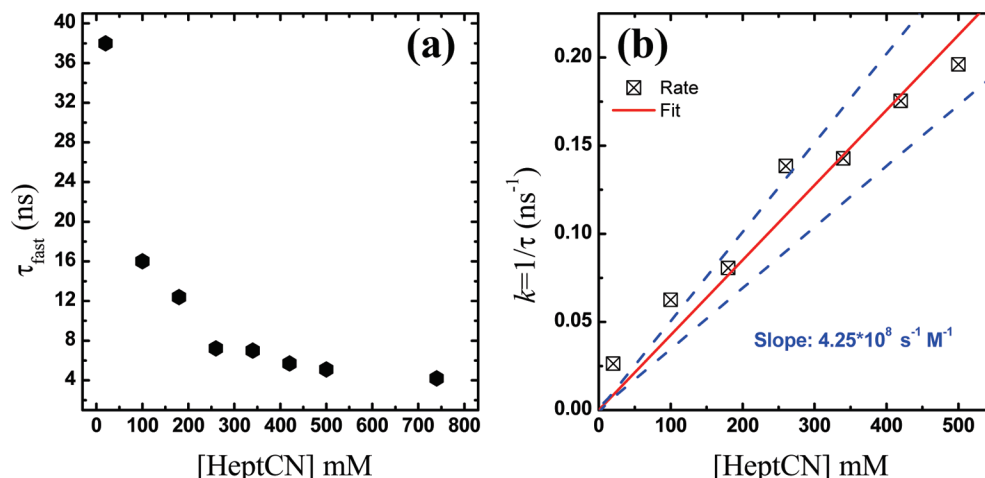 (a)
40
36
32
28
24
20
16
12
8
4
0 100 200 300 400 500 600 700 800
τfast (ns)
[HeptCN] mM
(b)
Rate
Fit
0.20
0.15
0.10
0.05
0.00
0 100 200 300 400 500
k=1/τ (ns-1)
Slope: 4.25*10^8 s-1 M-1
[HeptCN] mM